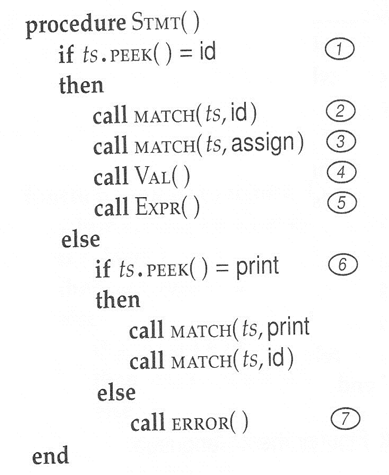 procedure STMT( )
if ts.PEEK( ) = id 1
then
call MATCH(ts, id) 2
call MATCH(ts, assign) 3
call VAL( ) 4
call EXPR( ) 5
else
if ts.PEEK( ) = print 6
then
call MATCH(ts, print
call MATCH(ts, id)
else
call ERROR( ) 7
end